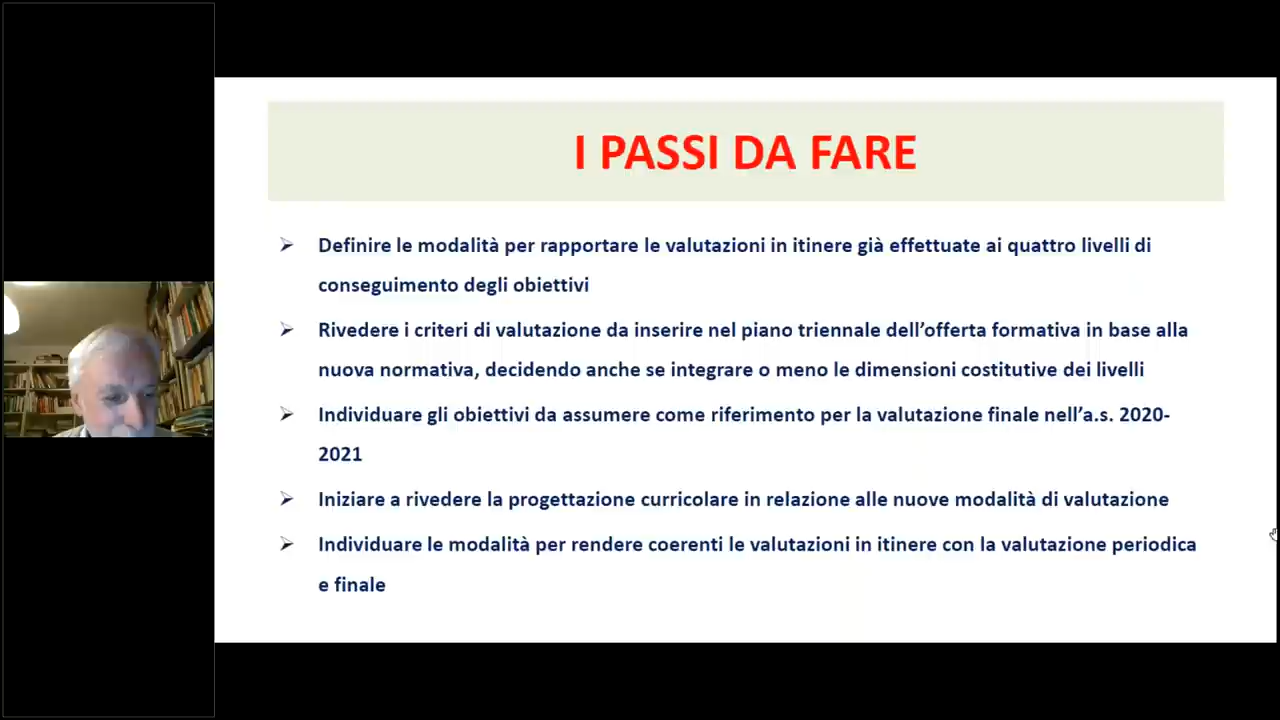 I PASSI DA FARE
Definire le modalità per rapportare le valutazioni in itinere già effettuate ai quattro livelli di
conseguimento degli obiettivi
Rivedere i criteri di valutazione da inserire nel piano triennale dell’offerta formativa in base alla
nuova normativa, decidendo anche se integrare o meno le dimensioni costitutive dei livelli
Individuare gli obiettivi da assumere come riferimento per la valutazione finale nell’a.s. 2020-
2021
Iniziare a rivedere la progettazione curricolare in relazione alle nuove modalità di valutazione
Individuare le modalità per rendere coerenti le valutazioni in itinere con la valutazione periodica
e finale